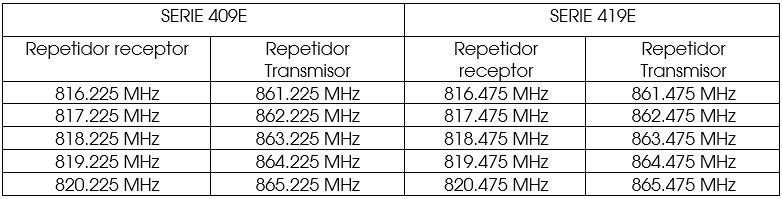 SERIE 409E SERIE 419E
Repetidor receptor Repetidor Transmisor Repetidor receptor Repetidor Transmisor
816.225 MHz 861.225 MHz 816.475 MHz 861.475 MHz
817.225 MHz 862.225 MHz 817.475 MHz 862.475 MHz
818.225 MHz 863.225 MHz 818.475 MHz 863.475 MHz
819.225 MHz 864.225 MHz 819.475 MHz 864.475 MHz
820.225 MHz 865.225 MHz 820.475 MHz 865.475 MHz